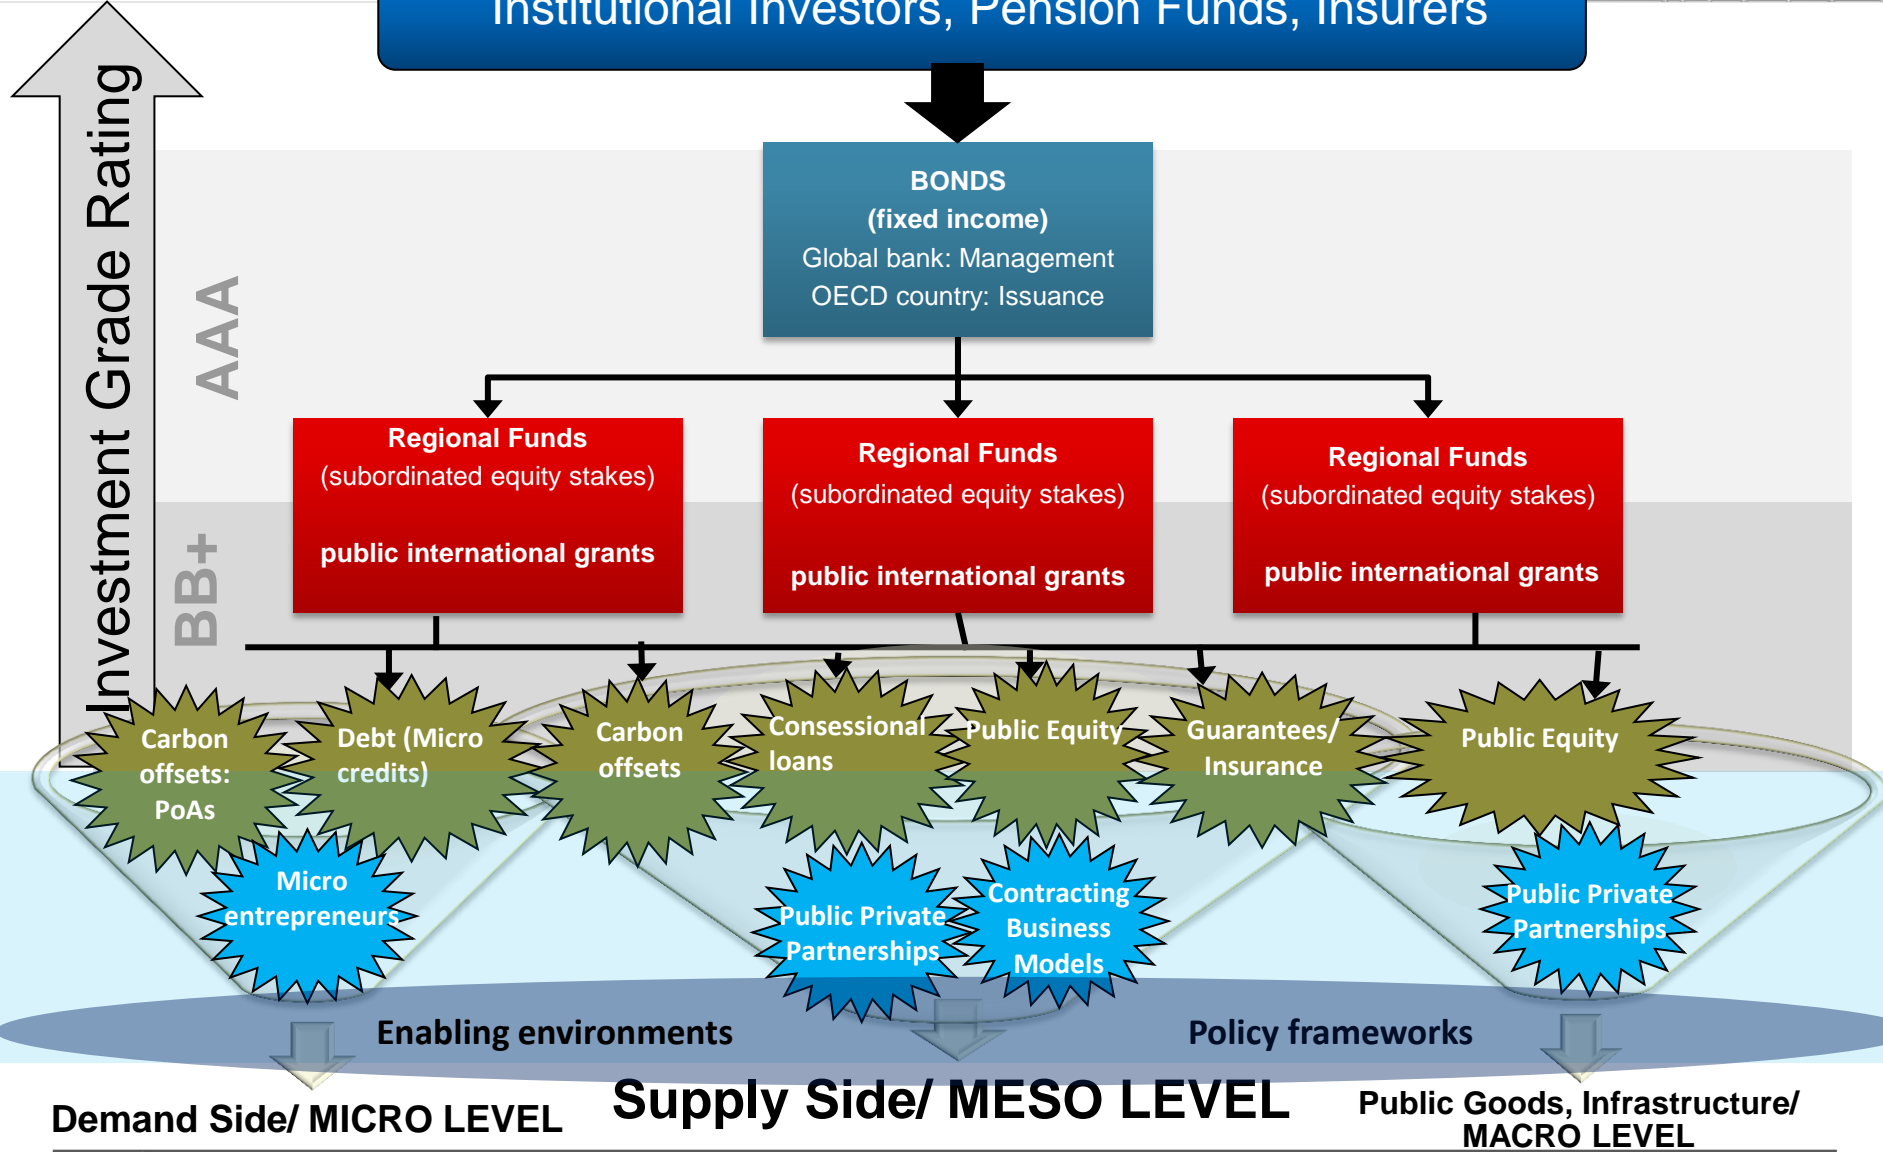 Institutional Investors, Pension Funds, Insurers
Investment Grade Rating
AAA
BB+
BONDS
(fixed income)
Global bank: Management
OECD country: Issuance
Regional Funds
(subordinated equity stakes)
public international grants
Regional Funds
(subordinated equity stakes)
public international grants
Regional Funds
(subordinated equity stakes)
public international grants
Carbon
offsets:
PoAs
Debt (Micro
credits)
Carbon
offsets
Consessional
loans
Public Equity
Guarantees/
Insurance
Public Equity
Micro
entrepreneurs
Public Private
Partnerships
Contracting
Business
Models
Public Private
Partnerships
Enabling environments
Policy frameworks
Demand Side/ MICRO LEVEL
Supply Side/ MESO LEVEL
Public Goods, Infrastructure/
MACRO LEVEL